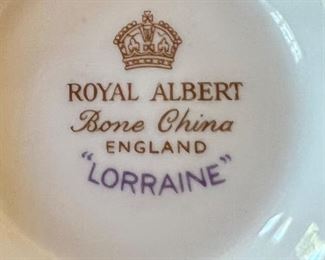 ROYAL ALBERT
Bone China
ENGLAND
"LORRAINE"